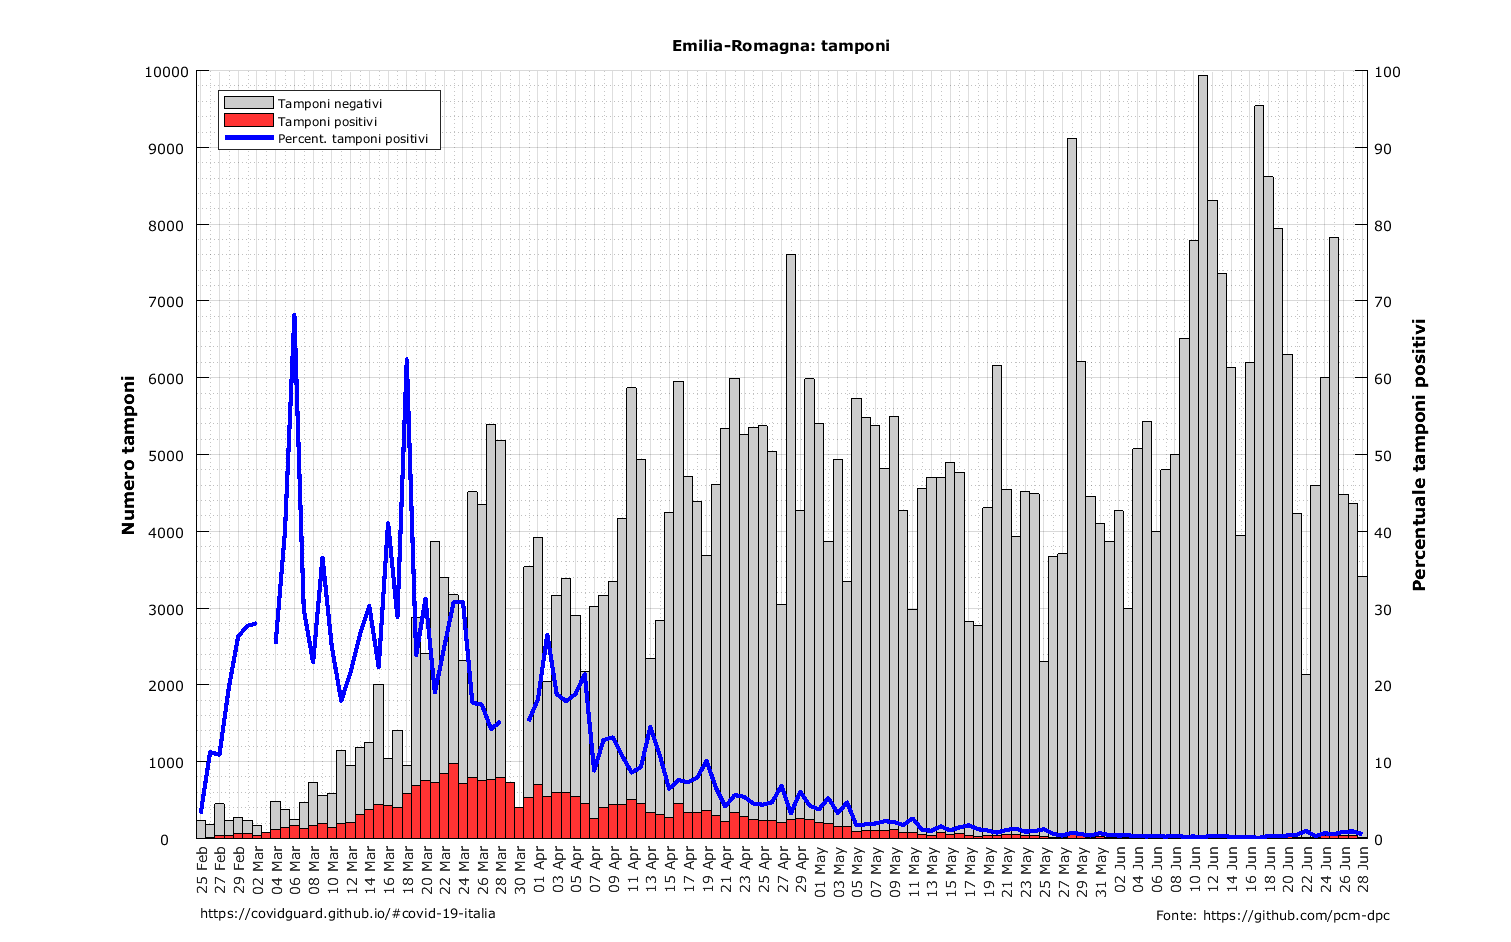 Emilia-Romagna: tamponi
Tamponi negativi
Tamponi positivi
Percent. tamponi positivi
Numero tamponi
10000
9000
8000
7000
6000
5000
4000
3000
2000
1000
0
100
90
80
70
60
50
40
30
20
10
0
Percentuale tamponi positivi
25 Feb
27 Feb
29 Feb
02 Mar
04 Mar
06 Mar
08 Mar
10 Mar
12 Mar
14 Mar
16 Mar
18 Mar
20 Mar
22 Mar
24 Mar
26 Mar
28 Mar
30 Mar
01 Apr
03 Apr
05 Apr
07 Apr
09 Apr
11 Apr
13 Apr
15 Apr
17 Apr
19 Apr
21 Apr
23 Apr
25 Apr
27 Apr
29 Apr
01 May
03 May
05 May
07 May
09 May
11 May
13 May
15 May
17 May
19 May
21 May
23 May
25 May
27 May
29 May
31 May
02 Jun
04 Jun
06 Jun
08 Jun
10 Jun
12 Jun
14 Jun
16 Jun
18 Jun
20 Jun
22 Jun
24 Jun
26 Jun
28 Jun
https://covidguard.github.io/#covid-19-italia
Fonte: https://github.com/pcm-dpc